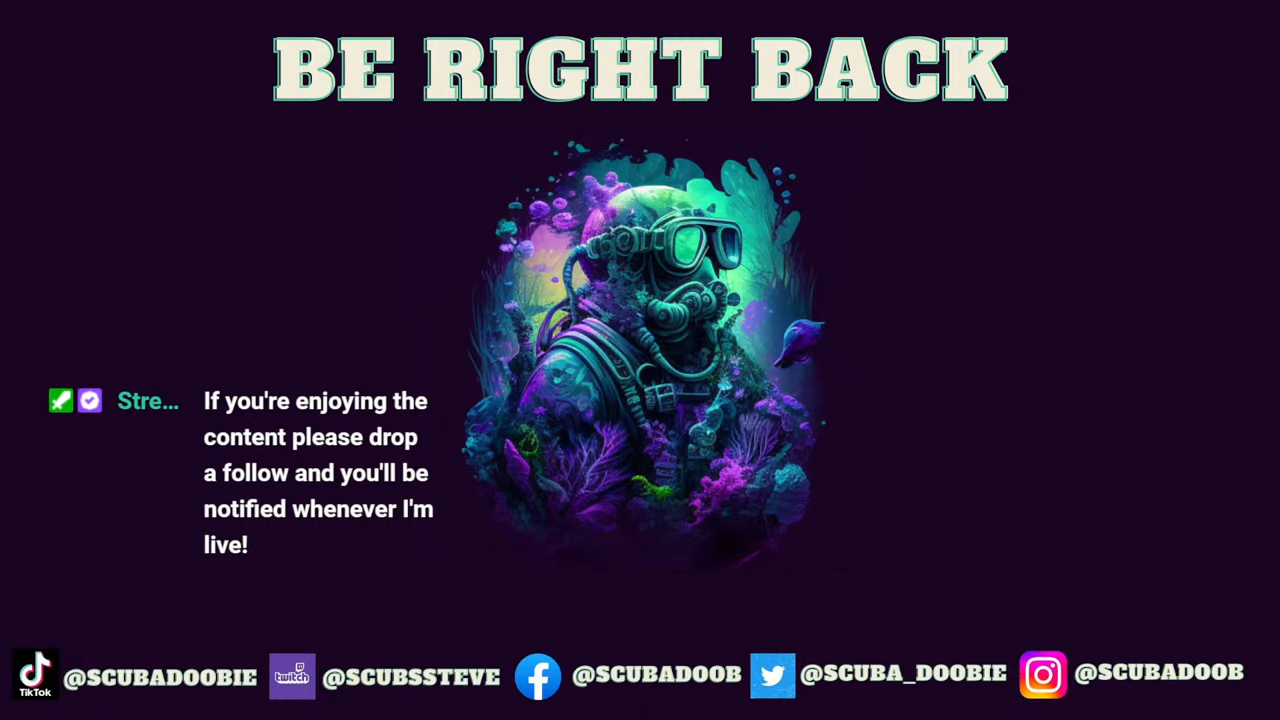 BE RIGHT BACK
Stre... If you're enjoying the
content please drop
a follow and you'll be
notified whenever I'm
live!
TikTok @SCUBADOOBIE twitch @SCUBSSTEVE @SCUBADOOB @SCUBA_DOOBIE @SCUBADOOB